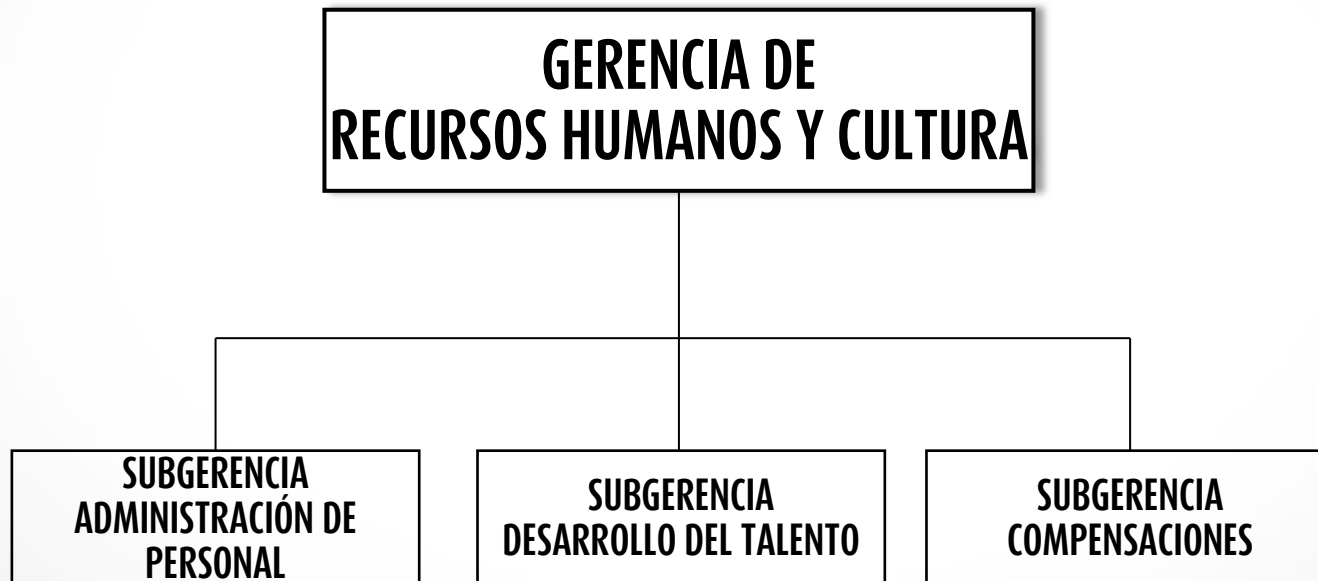 GERENCIA DE
RECURSOS HUMANOS Y CULTURA
SUBGERENCIA
ADMINISTRACIÓN DE
PERSONAL
SUBGERENCIA
DESARROLLO DEL TALENTO
SUBGERENCIA
COMPENSACIONES